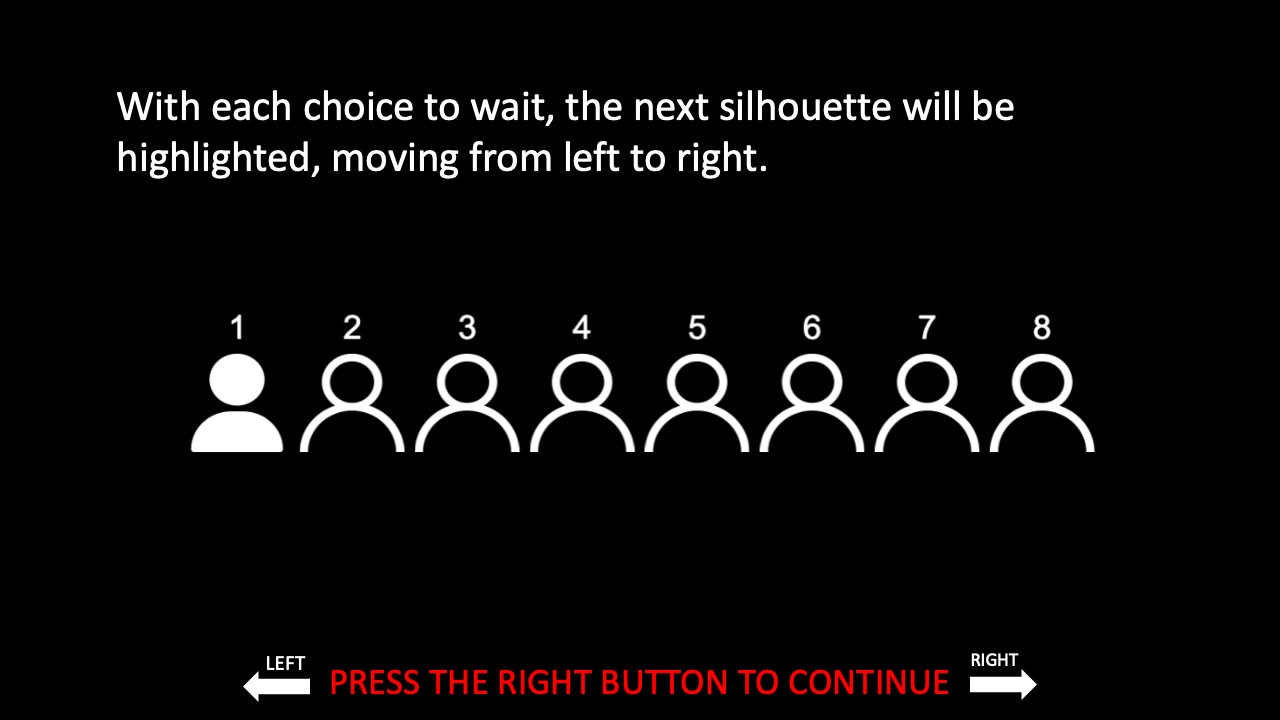 With each choice to wait, the next silhouette will be
highlighted, moving from left to right.
1 2 3 4 5 6 7 8
LEFT
PRESS THE RIGHT BUTTON TO CONTINUE
RIGHT